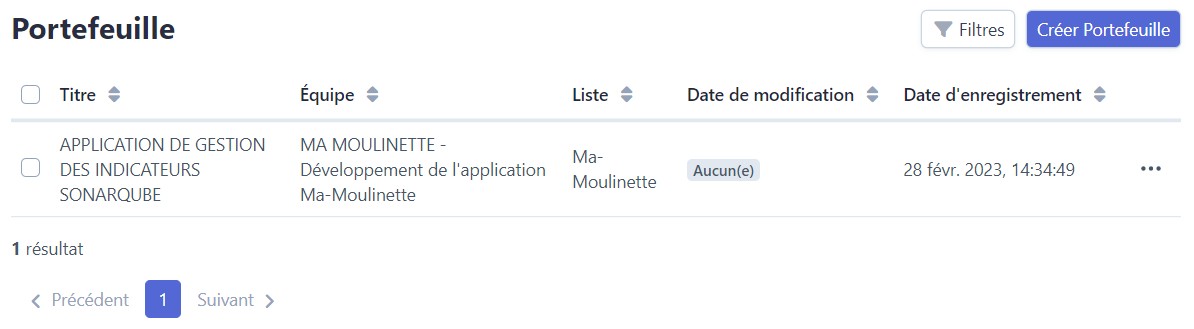 Portefeuille
Filtres
Créer Portefeuille
Titre
Équipe
Liste
Date de modification
Date d'enregistrement
APPLICATION DE GESTION
DES INDICATEURS
SONARQUBE
MA MOULINETTE -
Développement de l'application
Ma-Moulinette
Ma-
Moulinette
Aucun(e)
28 févr. 2023, 14:34:49
1 résultat
Précédent
1
Suivant